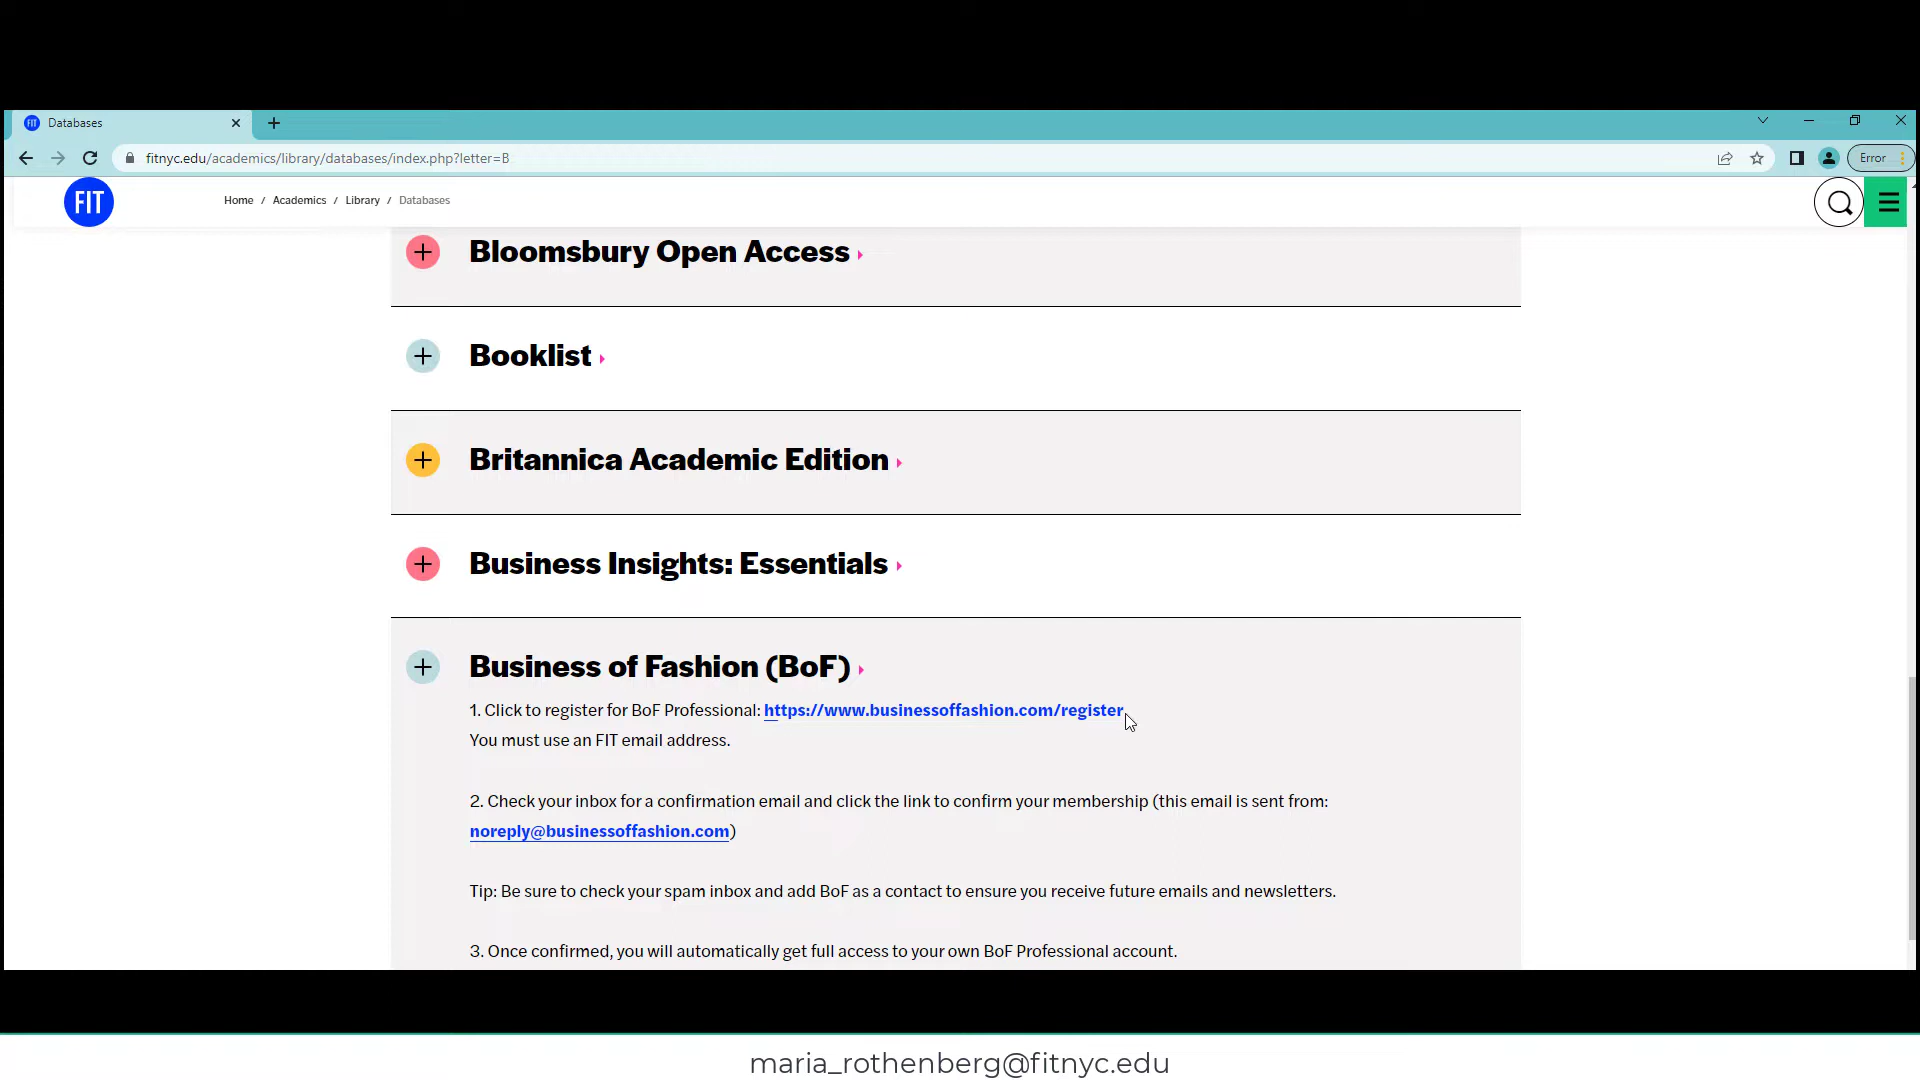 FIT Databases
fitnyc.edu/academics/library/databases/index.php?letter=B
Error
FIT
Home / Academics / Library / Databases
Bloomsbury Open Access
Booklist
Britannica Academic Edition
Business Insights: Essentials
Business of Fashion (BoF)
1. Click to register for BoF Professional: https://www.businessoffashion.com/register
You must use an FIT email address.
2. Check your inbox for a confirmation email and click the link to confirm your membership (this email is sent from:
noreply@businessoffashion.com)
Tip: Be sure to check your spam inbox and add BoF as a contact to ensure you receive future emails and newsletters.
3. Once confirmed, you will automatically get full access to your own BoF Professional account.
maria_rothenberg@fitnyc.edu